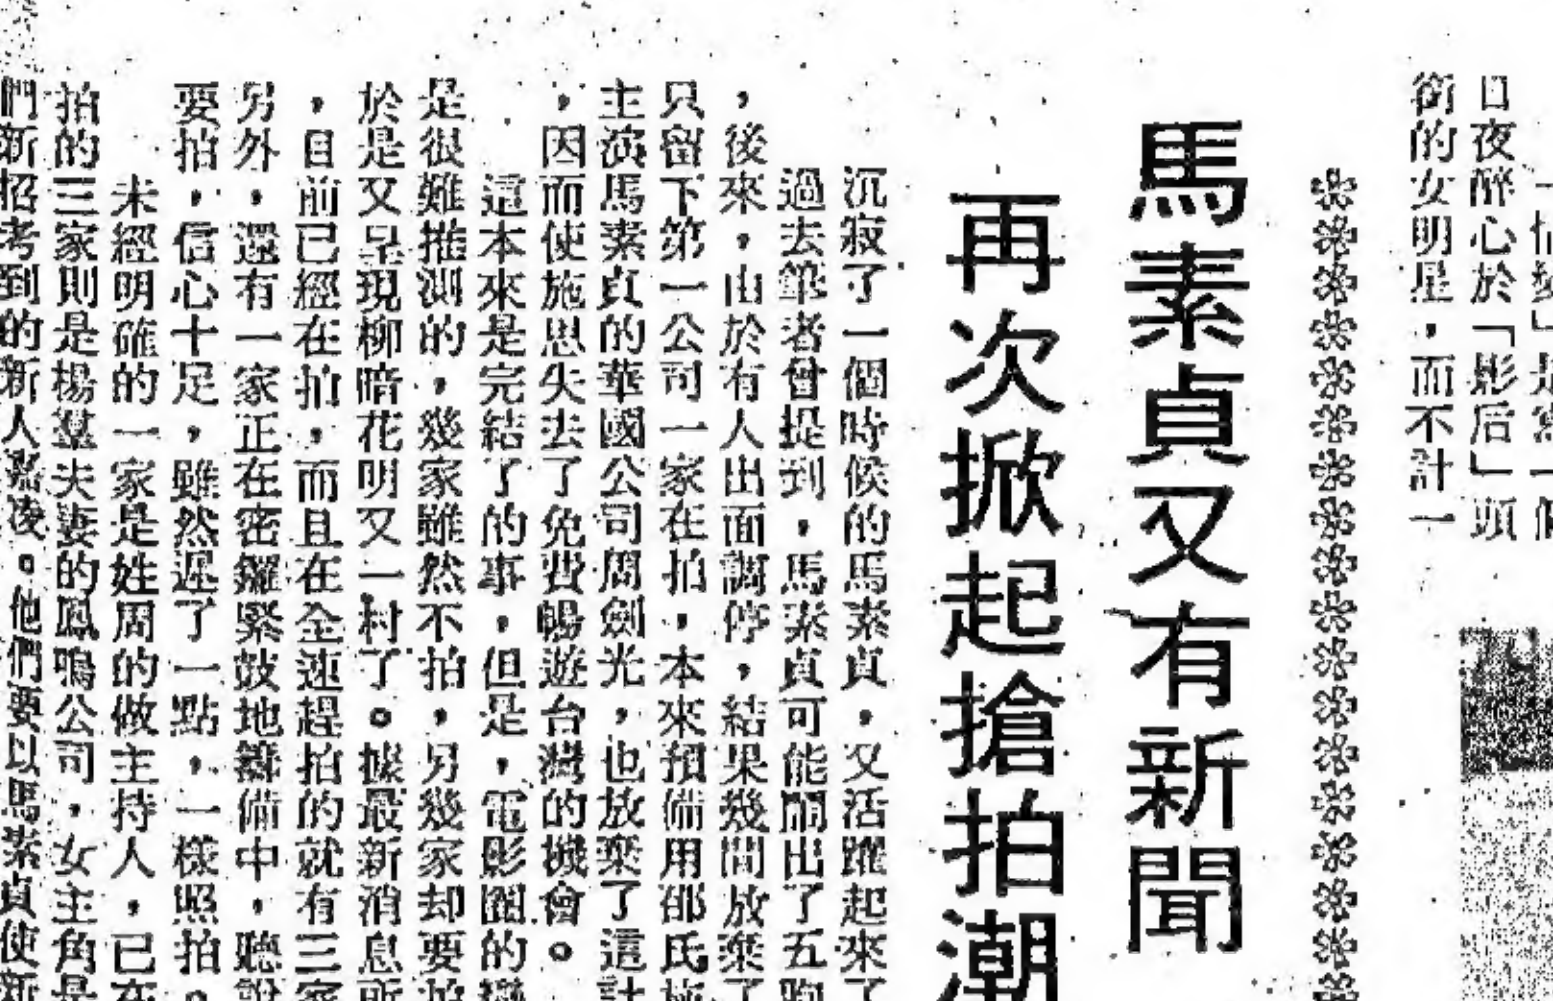 日夜醉心於「影后」頭
銜的女明星，而不計一
馬素貞又有新聞
再次掀起搶拍潮
沉寂了一個時候的馬素貞，又活躍起來了
過去筆者曾提到，馬素貞可能鬧出了五胞
，後來，由於有人出面調停，結果幾間放棄了
只留下第一公司一家在拍，本來預備用邵氏施
主演馬素貞的華國公司周劍光，也放棄了這計
，因而使施思失去了免費暢遊台灣的機會。
這本來是完結了的事，但是，電影圈的變
是很難推測的，幾家雖然不拍，另幾家却要拍
於是又呈現柳暗花明又一村了。據最新消息所
，目前已經在拍，而且在全速趕拍的就有三家
另外，還有一家正在密鑼緊鼓地籌備中，聽說
要拍，信心十足，雖然遲了一點，一樣照拍。
未經明確的一家是姓周的做主持人，已在
拍的三家則是楊羣夫妻的鳳鳴公司，女主角是
們新招考到的新人嘉凌。他們要以馬素貞使新